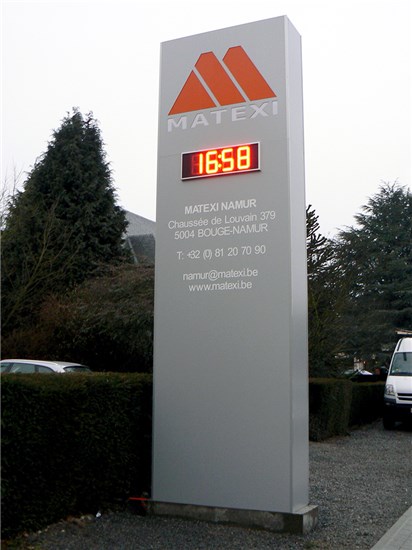 MATEXI
16:58
MATEXI NAMUR
Chaussée de Louvain 379
5004 BOUGE-NAMUR
T: +32 (0) 81 20 70 90
namur@matexi.be
www.matexi.be